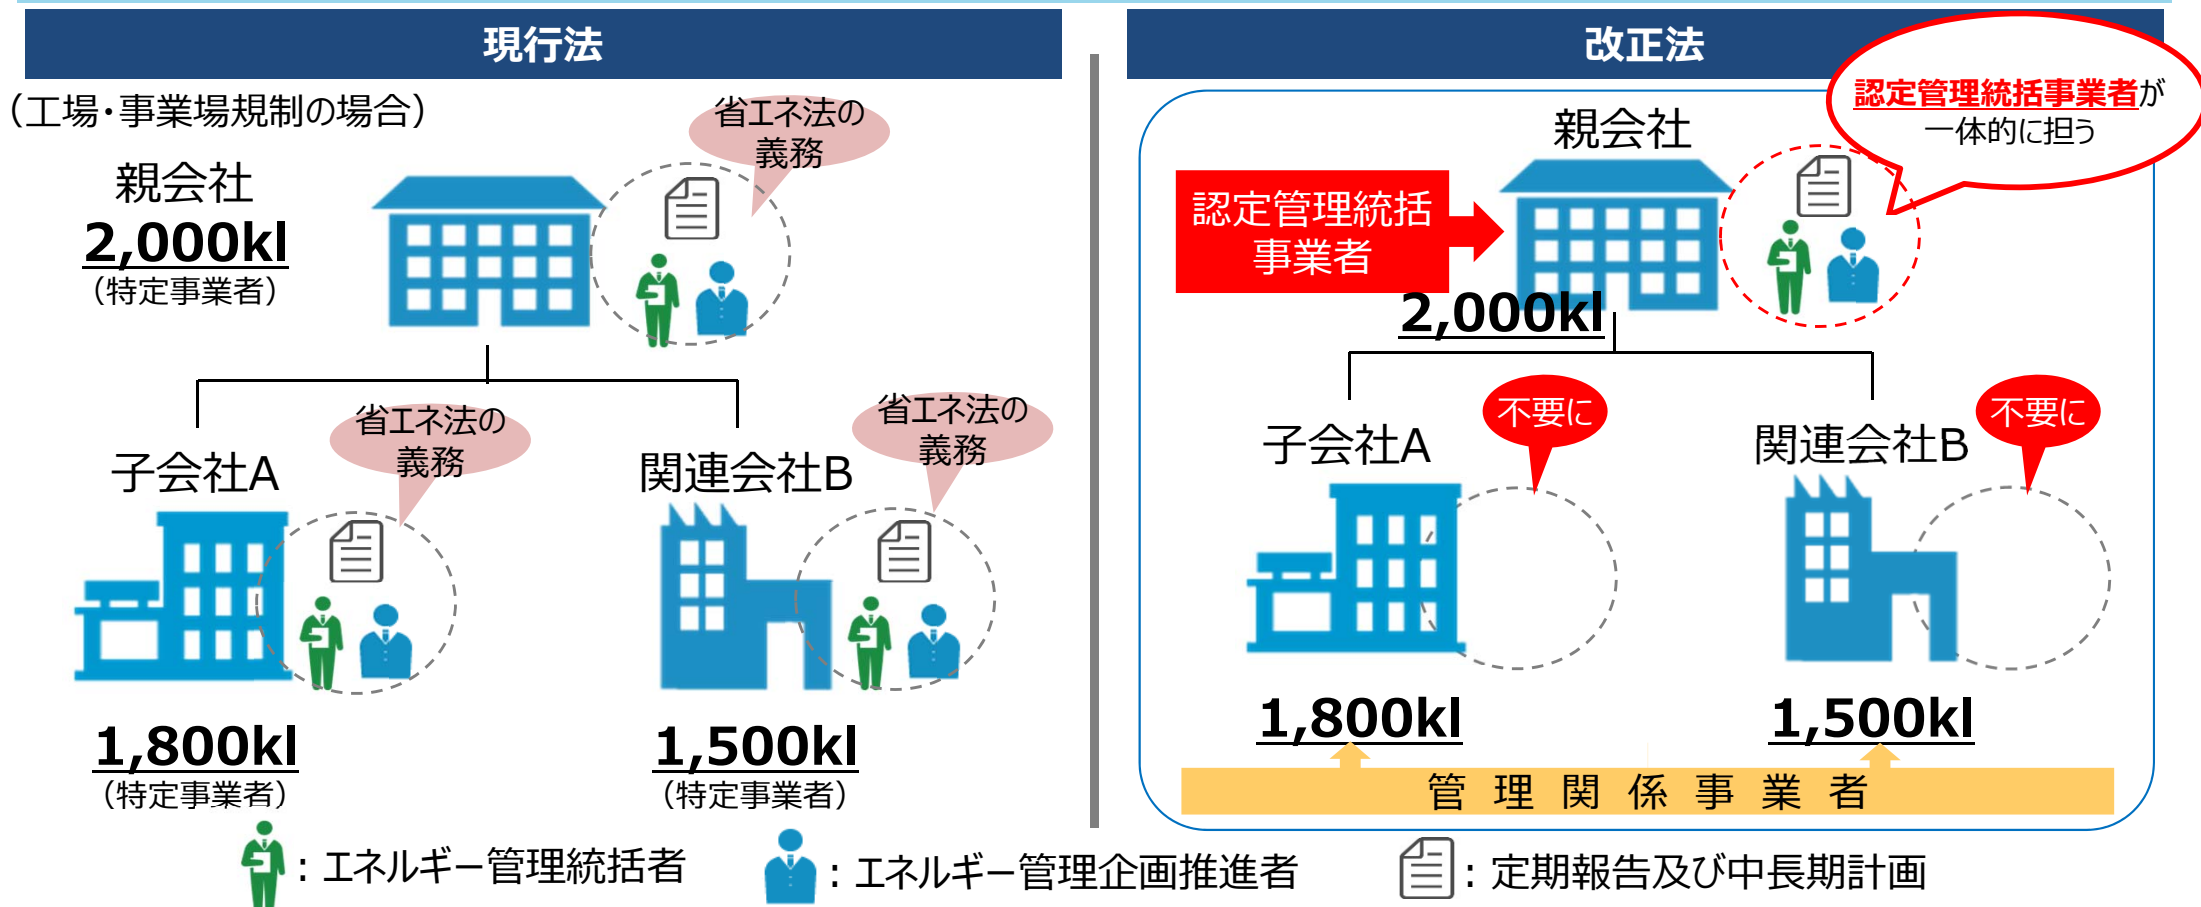 現行法
(工場・事業場規制の場合)
省エネ法の
義務
親会社
2,000kl
(特定事業者)
省エネ法の
義務
子会社A
省エネ法の
義務
関連会社B
1,800kl
(特定事業者)
1,500kl
(特定事業者)
改正法
認定管理統括事業者が
一体的に担う
親会社
認定管理統括
事業者
2,000kl
不要に
子会社A
不要に
関連会社B
1,800kl
1,500kl
管理関係事業者
:エネルギー管理統括者
:エネルギー管理企画推進者
:定期報告及び中長期計画